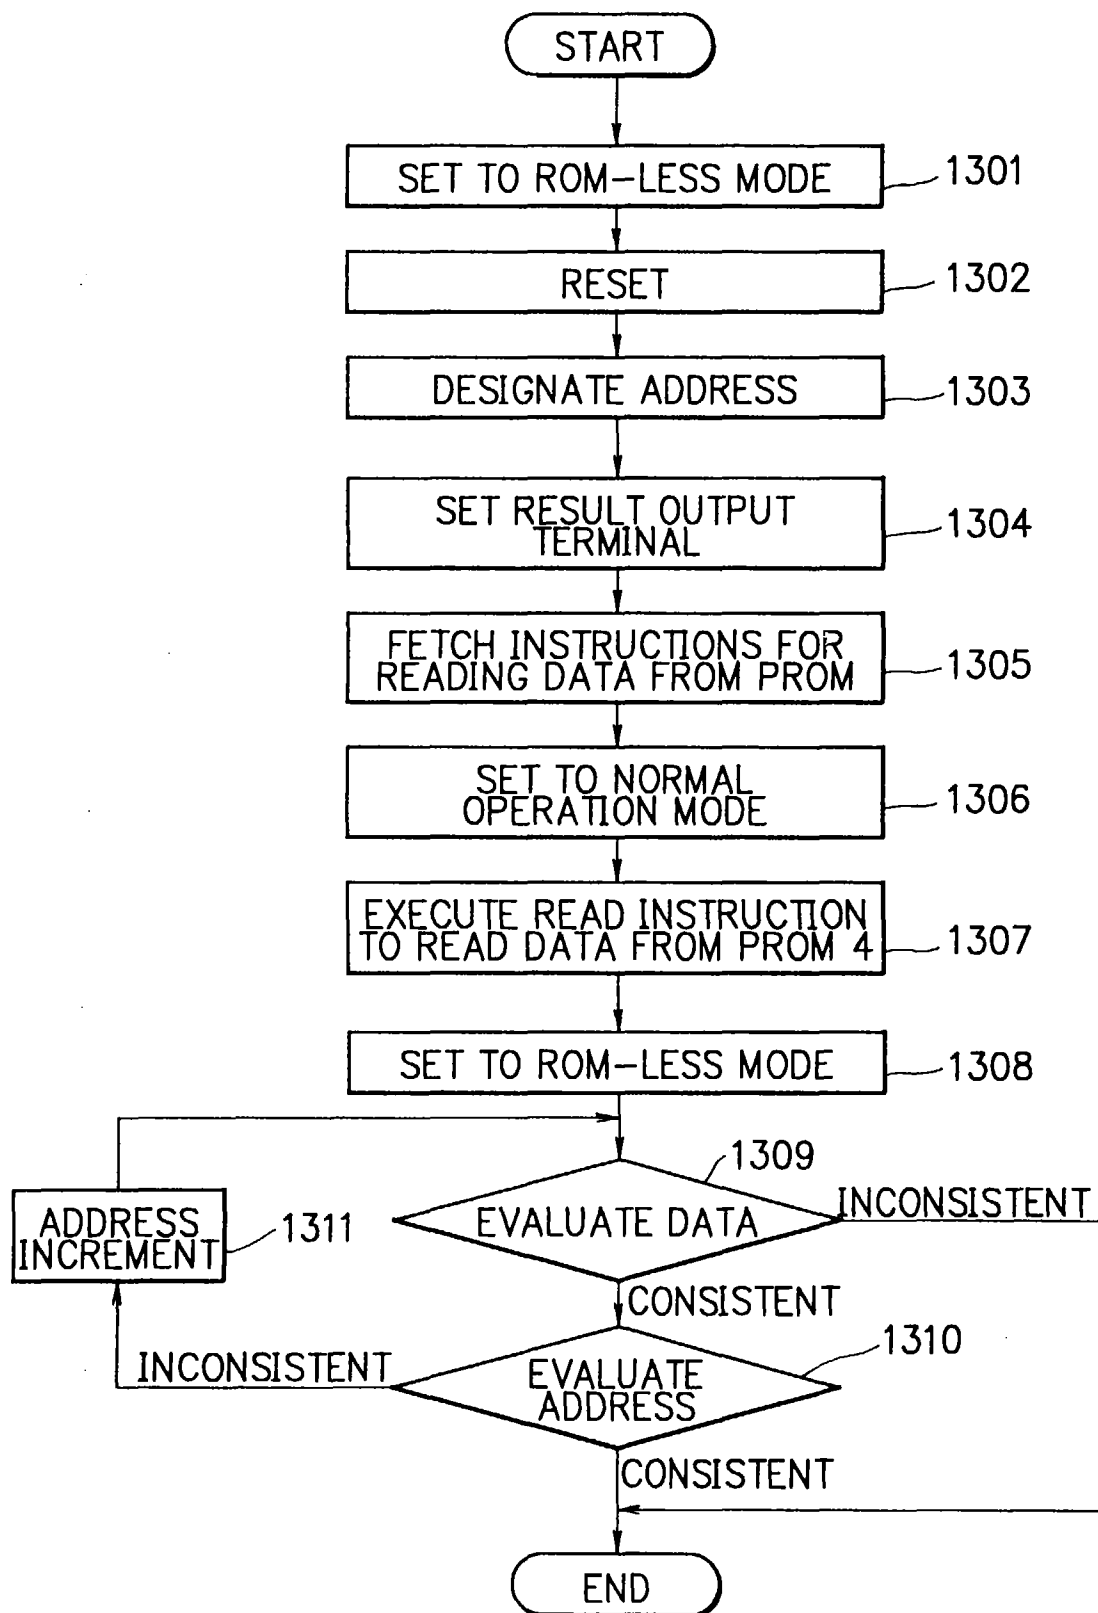 START
SET TO ROM-LESS MODE
1301
RESET
1302
DESIGNATE ADDRESS
1303
SET RESULT OUTPUT
TERMINAL
1304
FETCH INSTRUCTIONS FOR
READING DATA FROM PROM
1305
SET TO NORMAL
OPERATION MODE
1306
EXECUTE READ INSTRUCTION
TO READ DATA FROM PROM 4
1307
SET TO ROM-LESS MODE
1308
1309
EVALUATE DATA
INCONSISTENT
ADDRESS
INCREMENT
1311
CONSISTENT
1310
INCONSISTENT
EVALUATE
ADDRESS
CONSISTENT
END